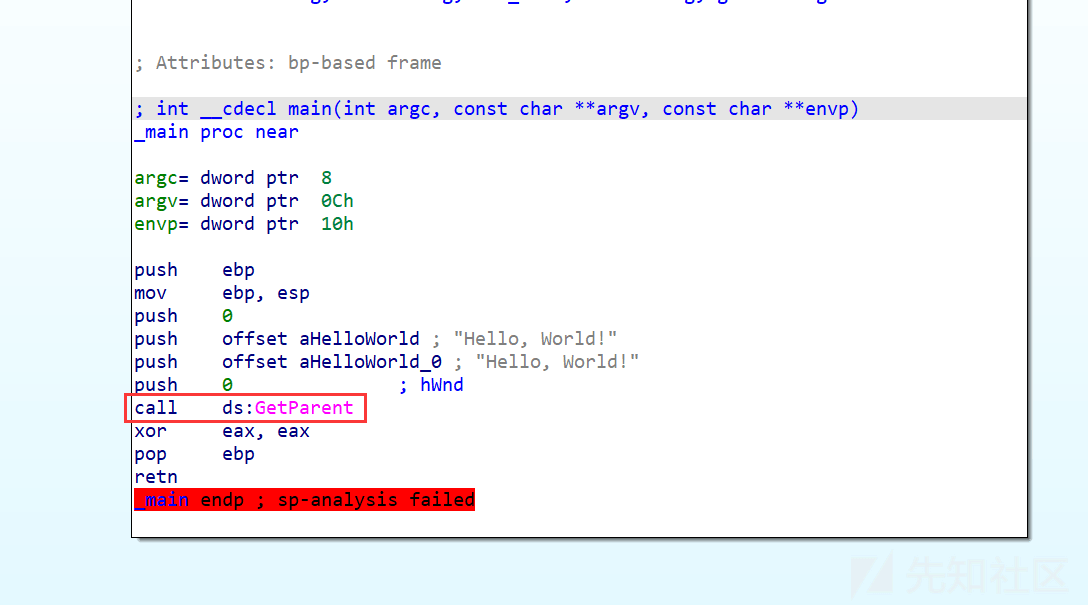 ; Attributes: bp-based frame
; int __cdecl main(int argc, const char **argv, const char **envp)
_main proc near
argc= dword ptr  8
argv= dword ptr  0Ch
envp= dword ptr  10h
push    ebp
mov     ebp, esp
push    0
push    offset aHelloWorld ; "Hello, World!"
push    offset aHelloWorld_0 ; "Hello, World!"
push    0               ; hWnd
call    ds:GetParent
xor     eax, eax
pop     ebp
retn
_main endp ; sp-analysis failed
先知社区